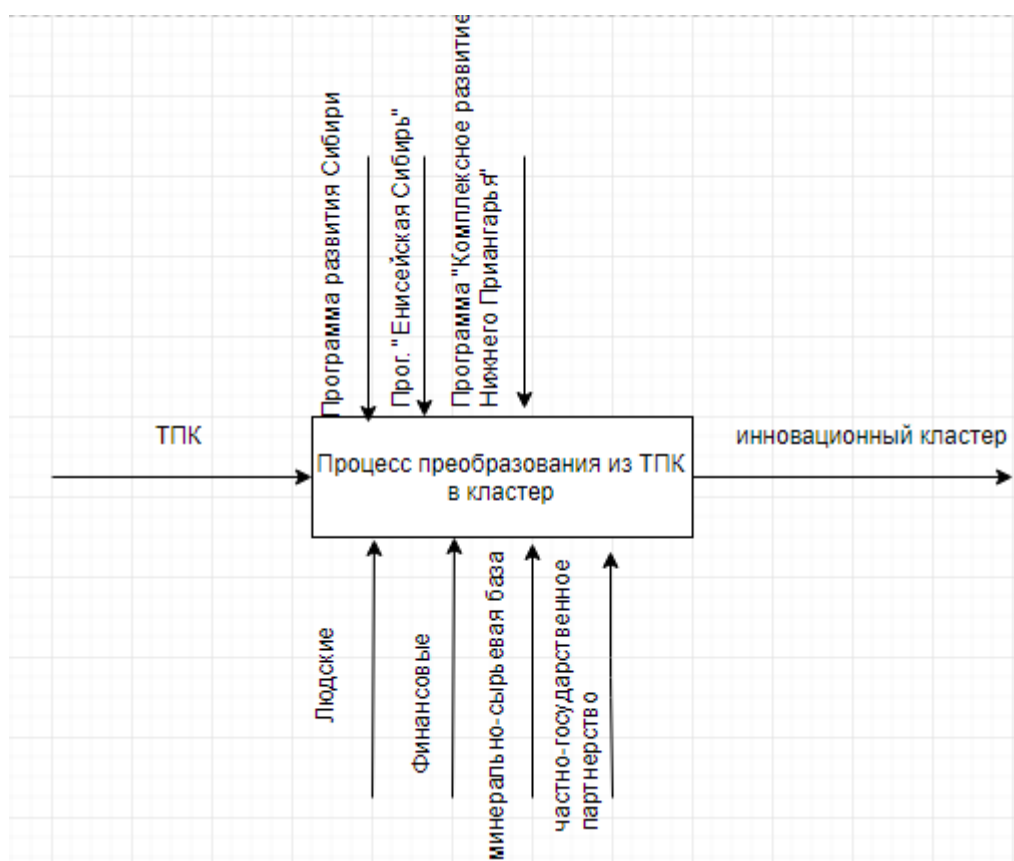 Программа развития Сибири
Прог. "Енисейская Сибирь"
Программа "Комплексное развитие
Нижнего Приангарья"
ТПК
Процесс преобразования из ТПК
в кластер
инновационный кластер
Людские
Финансовые
минерально-сырьевая база
частно-государственное
партнерство